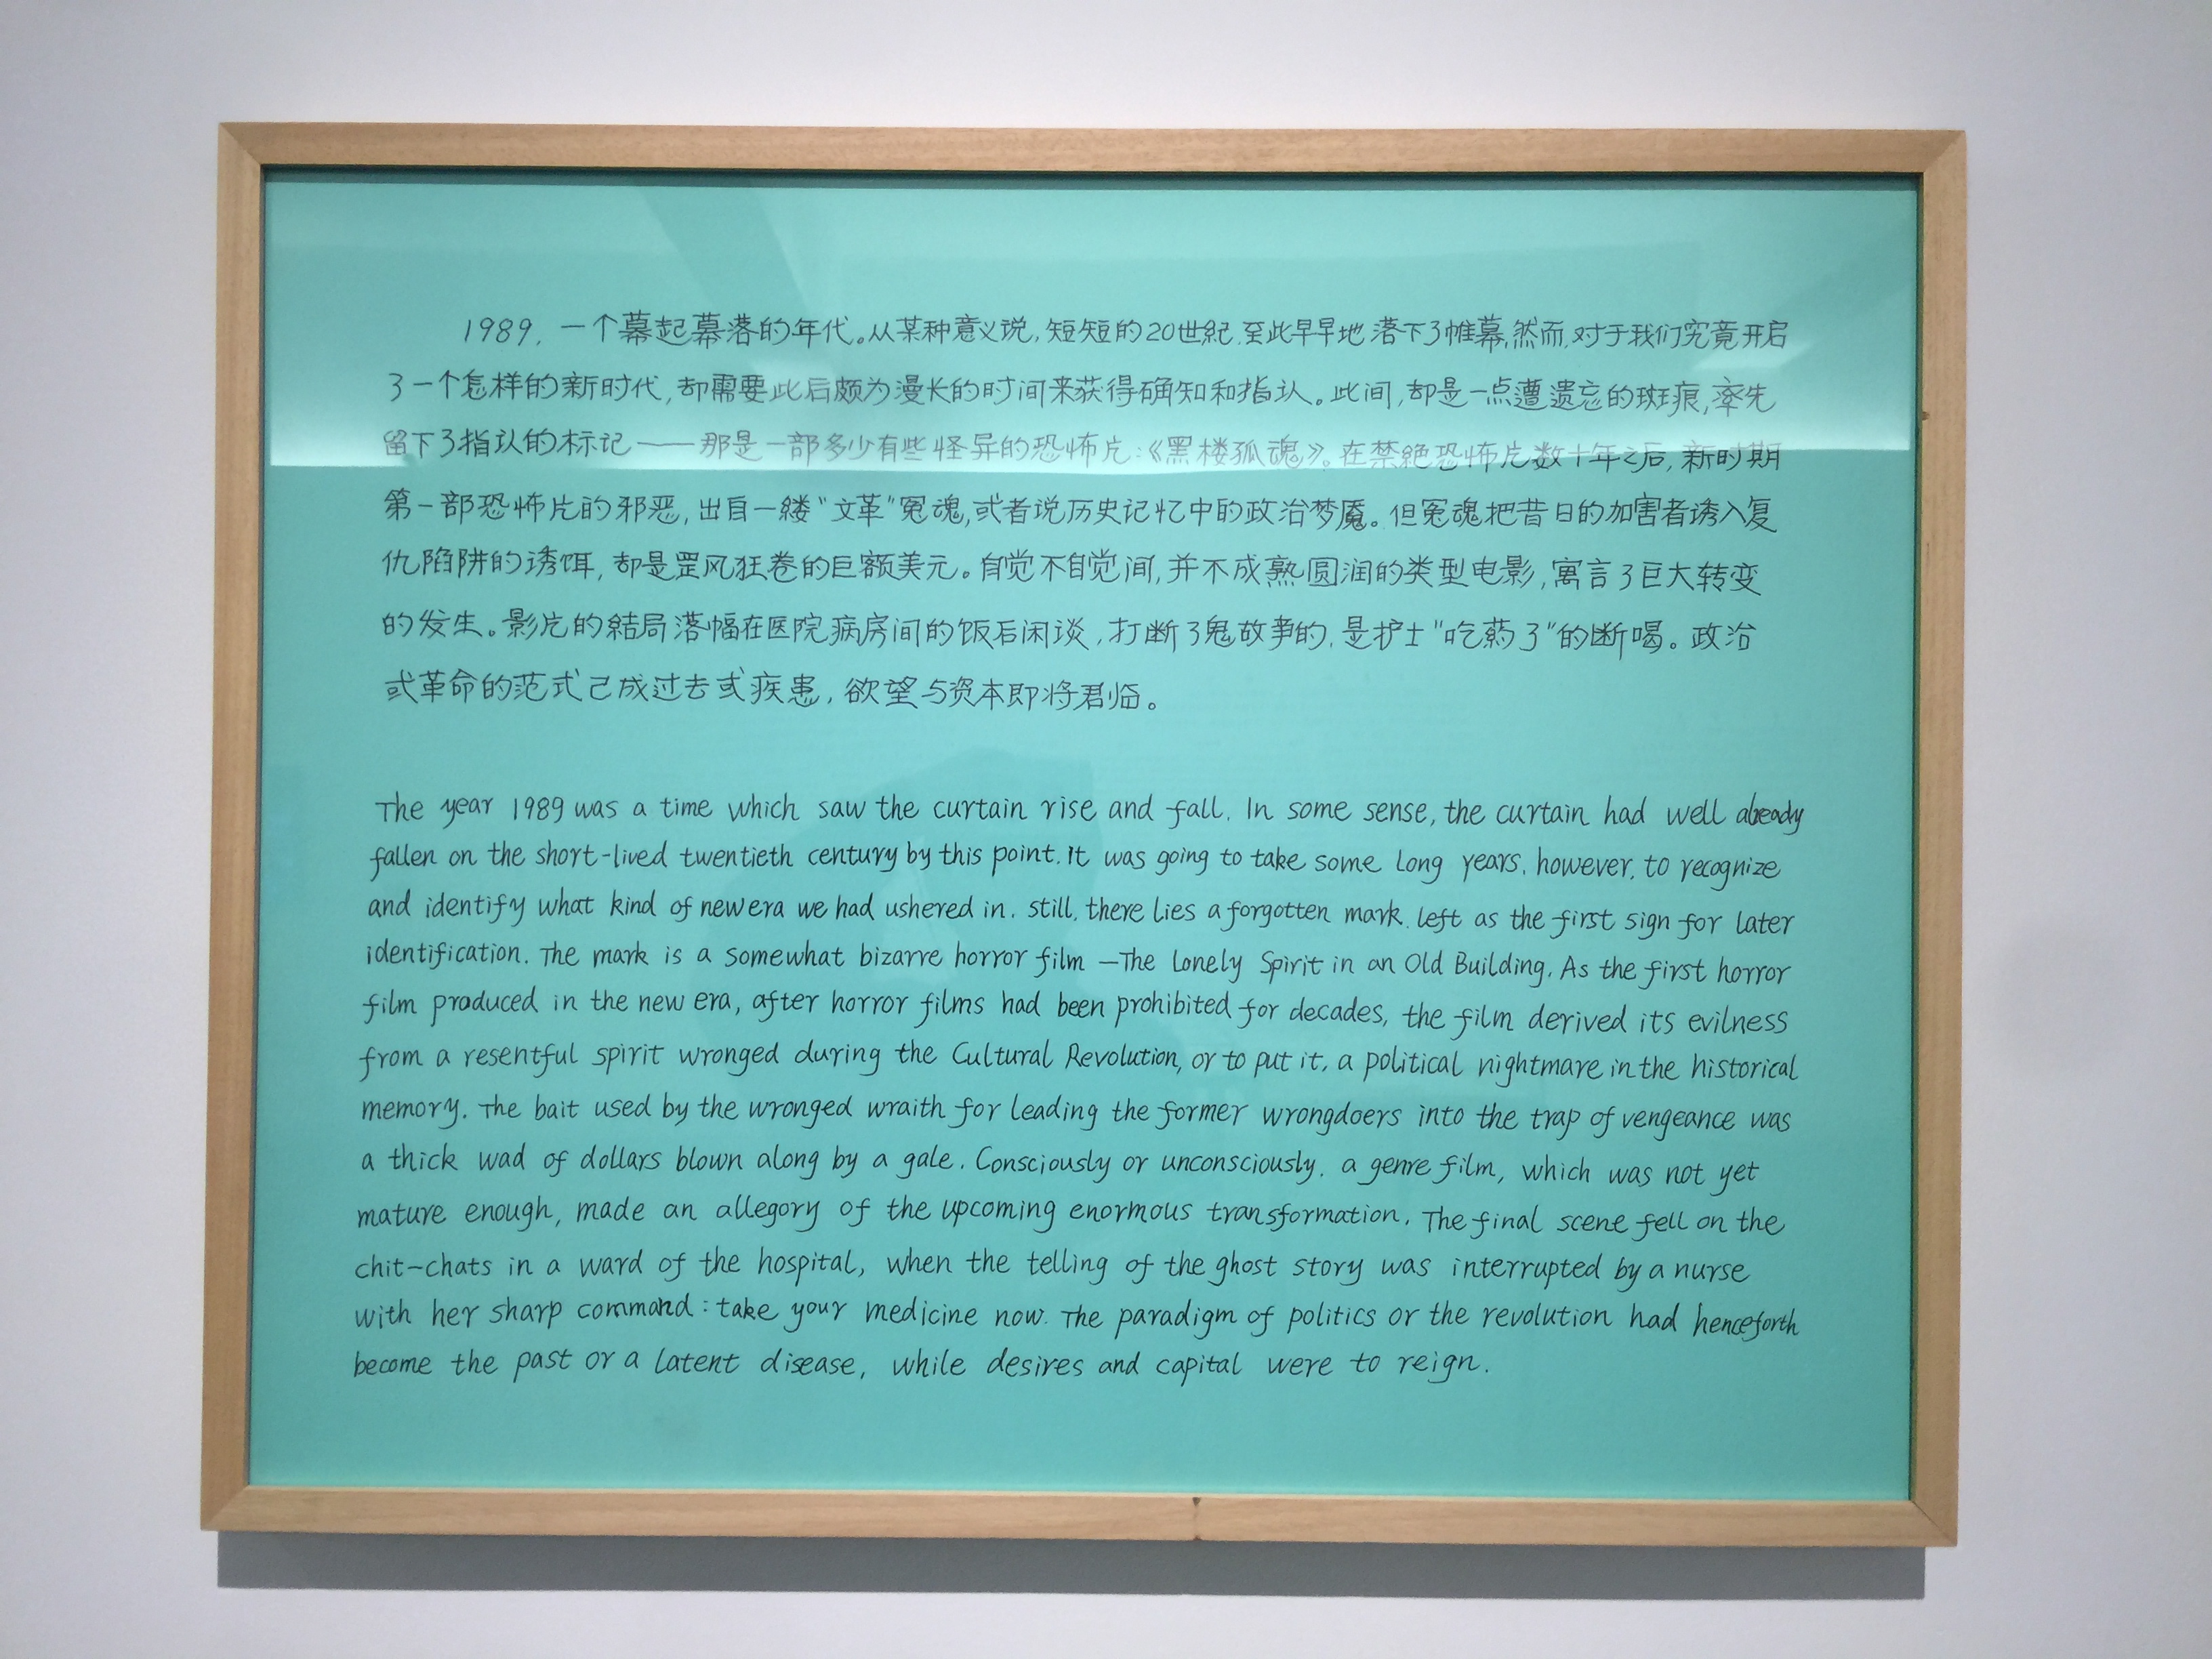 1989，一个幕起幕落的年代。从某种意义说，短短的20世纪，至此早早地落下了帷幕，然而，对于我们究竟开启
了一个怎样的新时代，却需要此后颇为漫长的时间来获得确知和指认。此间，却是一点遭遗忘的斑痕，率先
留下了指认的标记——那是一部多少有些怪异的恐怖片：《黑楼孤魂》。在禁绝恐怖片数十年之后，新时期
第一部恐怖片的邪恶，出自一缕“文革”冤魂，或者说历史记忆中的政治梦魇。但冤魂把昔日的加害者诱入复
仇陷阱的诱饵，却是罡风狂卷的巨额美元。自觉不自觉间，并不成熟圆润的类型电影，寓言了巨大转变
的发生。影片的结局落幅在医院病房间的饭后闲谈，打断了鬼故事的，是护士“吃药了”的断喝。政治
或革命的范式已成过去或疾患，欲望与资本即将君临。
The year 1989 was a time which saw the curtain rise and fall. In some sense, the curtain had well already
fallen on the short-lived twentieth century by this point. It was going to take some long years, however, to recognize
and identify what kind of new era we had ushered in. Still, there lies a forgotten mark, left as the first sign for later
identification. The mark is a somewhat bizarre horror film —The Lonely Spirit in an Old Building. As the first horror
film produced in the new era, after horror films had been prohibited for decades, the film derived its evilness
from a resentful spirit wronged during the Cultural Revolution, or to put it, a political nightmare in the historical
memory. The bait used by the wronged wraith for leading the former wrongdoers into the trap of vengeance was
a thick wad of dollars blown along by a gale. Consciously or unconsciously, a genre film, which was not yet
mature enough, made an allegory of the upcoming enormous transformation. The final scene fell on the
chit-chats in a ward of the hospital, when the telling of the ghost story was interrupted by a nurse
with her sharp command: take your medicine now. The paradigm of politics or the revolution had henceforth
become the past or a latent disease, while desires and capital were to reign.